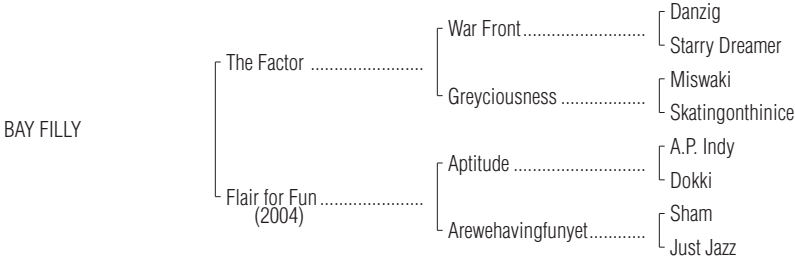 Danzig
War Front........................
Starry Dreamer
The Factor ......................
Miswaki
Greyciousness .................
Skatingonthinice
BAY FILLY
A.P. Indy
Aptitude ..........................
Dokki
Flair for Fun....................
(2004)
Sham
Arewehavingfunyet...........
Just Jazz